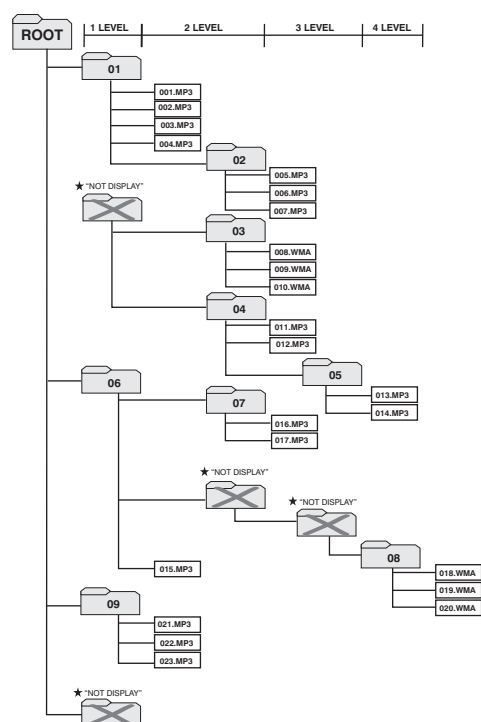 ROOT 1 LEVEL 2 LEVEL 3 LEVEL 4 LEVEL
01
001.MP3
002.MP3
003.MP3
004.MP3
02
005.MP3
006.MP3
007.MP3
★ "NOT DISPLAY"
03
008.WMA
009.WMA
010.WMA
04
011.MP3
012.MP3
05
013.MP3
014.MP3
06
07
016.MP3
017.MP3
★ "NOT DISPLAY"
★ "NOT DISPLAY"
08
018.WMA
019.WMA
020.WMA
015.MP3
09
021.MP3
022.MP3
023.MP3
★ "NOT DISPLAY"